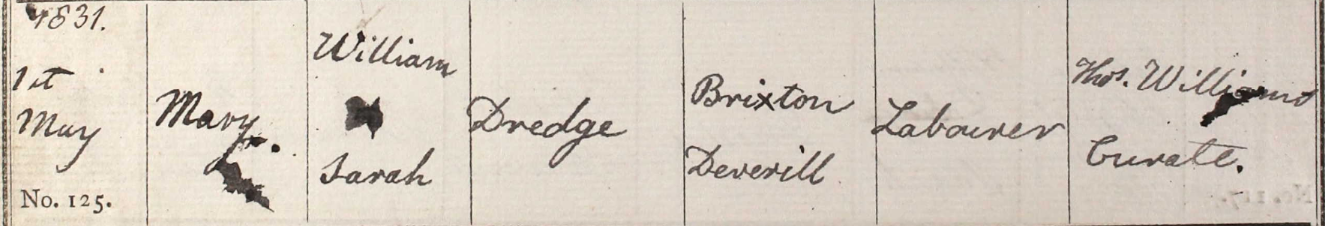 1831.
1st
May
No. 125.
Mary.
William
Sarah
Dredge
Brixton
Deverill
Labourer
Thos. Williams
Curate.